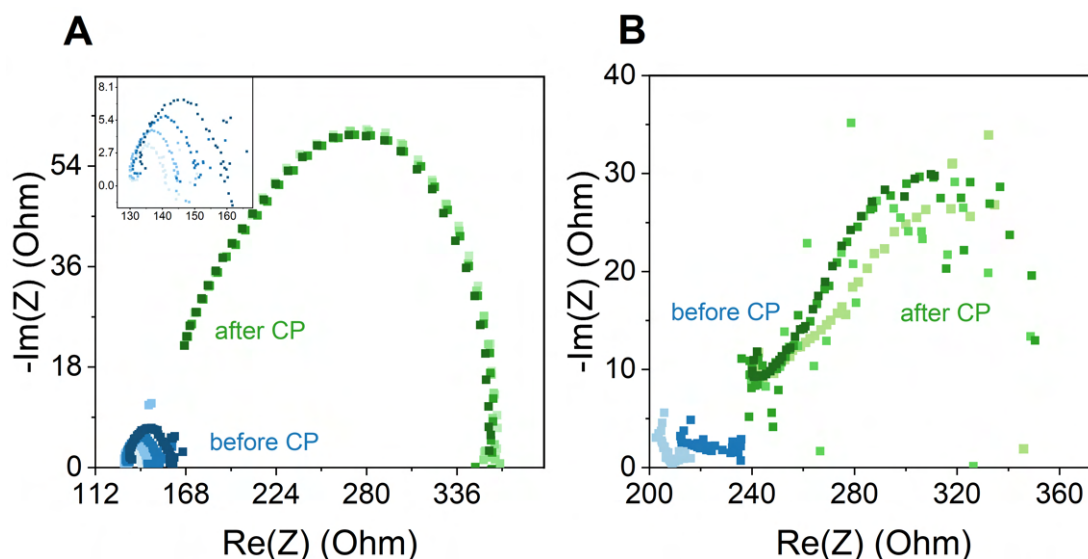 A
-Im(Z) (Ohm)
54
36
18
0
8.1
5.4
2.7
0.0
130 140 150 160
after CP
before CP
112 168 224 280 336
Re(Z) (Ohm)
B
-Im(Z) (Ohm)
40
30
20
10
0
before CP
after CP
200 240 280 320 360
Re(Z) (Ohm)